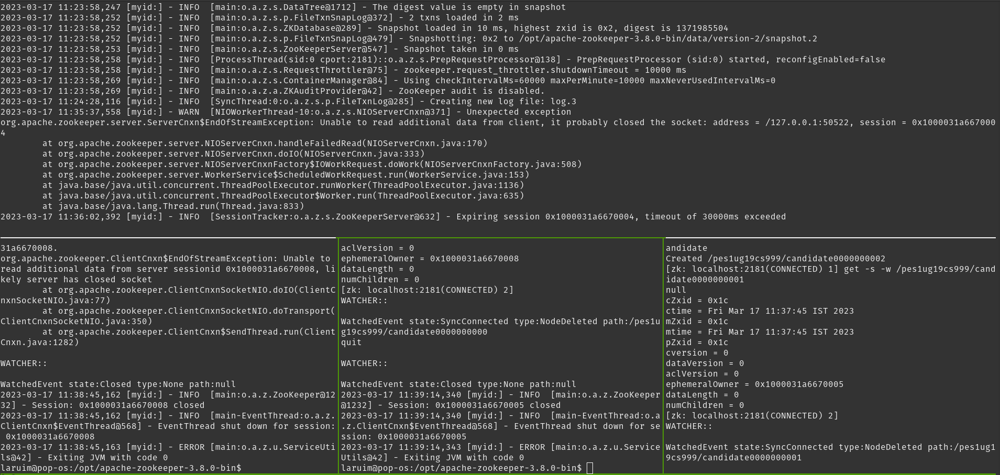 2023-03-17 11:23:58,247 [myid:] - INFO  [main:o.a.z.s.DataTree@1712] - The digest value is empty in snapshot
2023-03-17 11:23:58,252 [myid:] - INFO  [main:o.a.z.s.p.FileTxnSnapLog@372] - 2 txns loaded in 2 ms
2023-03-17 11:23:58,252 [myid:] - INFO  [main:o.a.z.s.ZKDatabase@289] - Snapshot loaded in 10 ms, highest zxid is 0x2, digest is 1371985504
2023-03-17 11:23:58,252 [myid:] - INFO  [main:o.a.z.s.p.FileTxnSnapLog@479] - Snapshotting: 0x2 to /opt/apache-zookeeper-3.8.0-bin/data/version-2/snapshot.2
2023-03-17 11:23:58,253 [myid:] - INFO  [main:o.a.z.s.ZooKeeperServer@547] - Snapshot taken in 0 ms
2023-03-17 11:23:58,258 [myid:] - INFO  [ProcessThread(sid:0 cport:2181)::o.a.z.s.PrepRequestProcessor@138] - PrepRequestProcessor (sid:0) started, reconfigEnabled=false
2023-03-17 11:23:58,258 [myid:] - INFO  [main:o.a.z.s.RequestThrottler@75] - zookeeper.request_throttler.shutdownTimeout = 10000 ms
2023-03-17 11:23:58,269 [myid:] - INFO  [main:o.a.z.s.ContainerManager@84] - Using checkIntervalMs=60000 maxPerMinute=10000 maxNeverUsedIntervalMs=0
2023-03-17 11:23:58,269 [myid:] - INFO  [main:o.a.z.a.ZKAuditProvider@42] - ZooKeeper audit is disabled.
2023-03-17 11:24:28,116 [myid:] - INFO  [SyncThread:0:o.a.z.s.p.FileTxnLog@285] - Creating new log file: log.3
2023-03-17 11:35:37,558 [myid:] - WARN  [NIOWorkerThread-10:o.a.z.s.NIOServerCnxn@371] - Unexpected exception
org.apache.zookeeper.server.ServerCnxn$EndOfStreamException: Unable to read additional data from client, it probably closed the socket: address = /127.0.0.1:50522, session = 0x1000031a667000
4
        at org.apache.zookeeper.server.NIOServerCnxn.handleFailedRead(NIOServerCnxn.java:170)
        at org.apache.zookeeper.server.NIOServerCnxn.doIO(NIOServerCnxn.java:333)
        at org.apache.zookeeper.server.NIOServerCnxnFactory$IOWorkRequest.doWork(NIOServerCnxnFactory.java:508)
        at org.apache.zookeeper.server.WorkerService$ScheduledWorkRequest.run(WorkerService.java:153)
        at java.base/java.util.concurrent.ThreadPoolExecutor.runWorker(ThreadPoolExecutor.java:1136)
        at java.base/java.util.concurrent.ThreadPoolExecutor$Worker.run(ThreadPoolExecutor.java:635)
        at java.base/java.lang.Thread.run(Thread.java:833)
2023-03-17 11:36:02,392 [myid:] - INFO  [SessionTracker:o.a.z.s.ZooKeeperServer@632] - Expiring session 0x1000031a6670004, timeout of 30000ms exceeded
31a6670008.
org.apache.zookeeper.ClientCnxn$EndOfStreamException: Unable to
read additional data from server sessionid 0x1000031a6670008, li
kely server has closed socket
        at org.apache.zookeeper.ClientCnxnSocketNIO.doIO(ClientC
nxnSocketNIO.java:77)
        at org.apache.zookeeper.ClientCnxnSocketNIO.doTransport(
ClientCnxnSocketNIO.java:350)
        at org.apache.zookeeper.ClientCnxn$SendThread.run(Client
Cnxn.java:1282)
WATCHER::
WatchedEvent state:Closed type:None path:null
2023-03-17 11:38:45,162 [myid:] - INFO  [main:o.a.z.ZooKeeper@12
32] - Session: 0x1000031a6670008 closed
2023-03-17 11:38:45,162 [myid:] - INFO  [main-EventThread:o.a.z.
ClientCnxn$EventThread@568] - EventThread shut down for session:
 0x1000031a6670008
2023-03-17 11:38:45,163 [myid:] - ERROR [main:o.a.z.u.ServiceUti
ls@42] - Exiting JVM with code 0
laruim@pop-os:/opt/apache-zookeeper-3.8.0-bin$
aclVersion = 0
ephemeralOwner = 0x1000031a6670008
dataLength = 0
numChildren = 0
[zk: localhost:2181(CONNECTED) 2]
WATCHER::
WatchedEvent state:SyncConnected type:NodeDeleted path:/pes1u
g19cs999/candidate0000000000
quit
WATCHER::
WatchedEvent state:Closed type:None path:null
2023-03-17 11:39:14,340 [myid:] - INFO  [main:o.a.z.ZooKeeper
@1232] - Session: 0x1000031a6670005 closed
2023-03-17 11:39:14,340 [myid:] - INFO  [main-EventThread:o.a
.z.ClientCnxn$EventThread@568] - EventThread shut down for se
ssion: 0x1000031a6670005
2023-03-17 11:39:14,343 [myid:] - ERROR [main:o.a.z.u.Service
Utils@42] - Exiting JVM with code 0
laruim@pop-os:/opt/apache-zookeeper-3.8.0-bin$
andidate
Created /pes1ug19cs999/candidate0000000002
[zk: localhost:2181(CONNECTED) 1] get -s -w /pes1ug19cs999/cand
idate0000000001
null
cZxid = 0x1c
ctime = Fri Mar 17 11:37:45 IST 2023
mZxid = 0x1c
mtime = Fri Mar 17 11:37:45 IST 2023
pZxid = 0x1c
cversion = 0
dataVersion = 0
aclVersion = 0
ephemeralOwner = 0x1000031a6670005
dataLength = 0
numChildren = 0
[zk: localhost:2181(CONNECTED) 2]
WATCHER::
WatchedEvent state:SyncConnected type:NodeDeleted path:/pes1ug1
9cs999/candidate0000000001